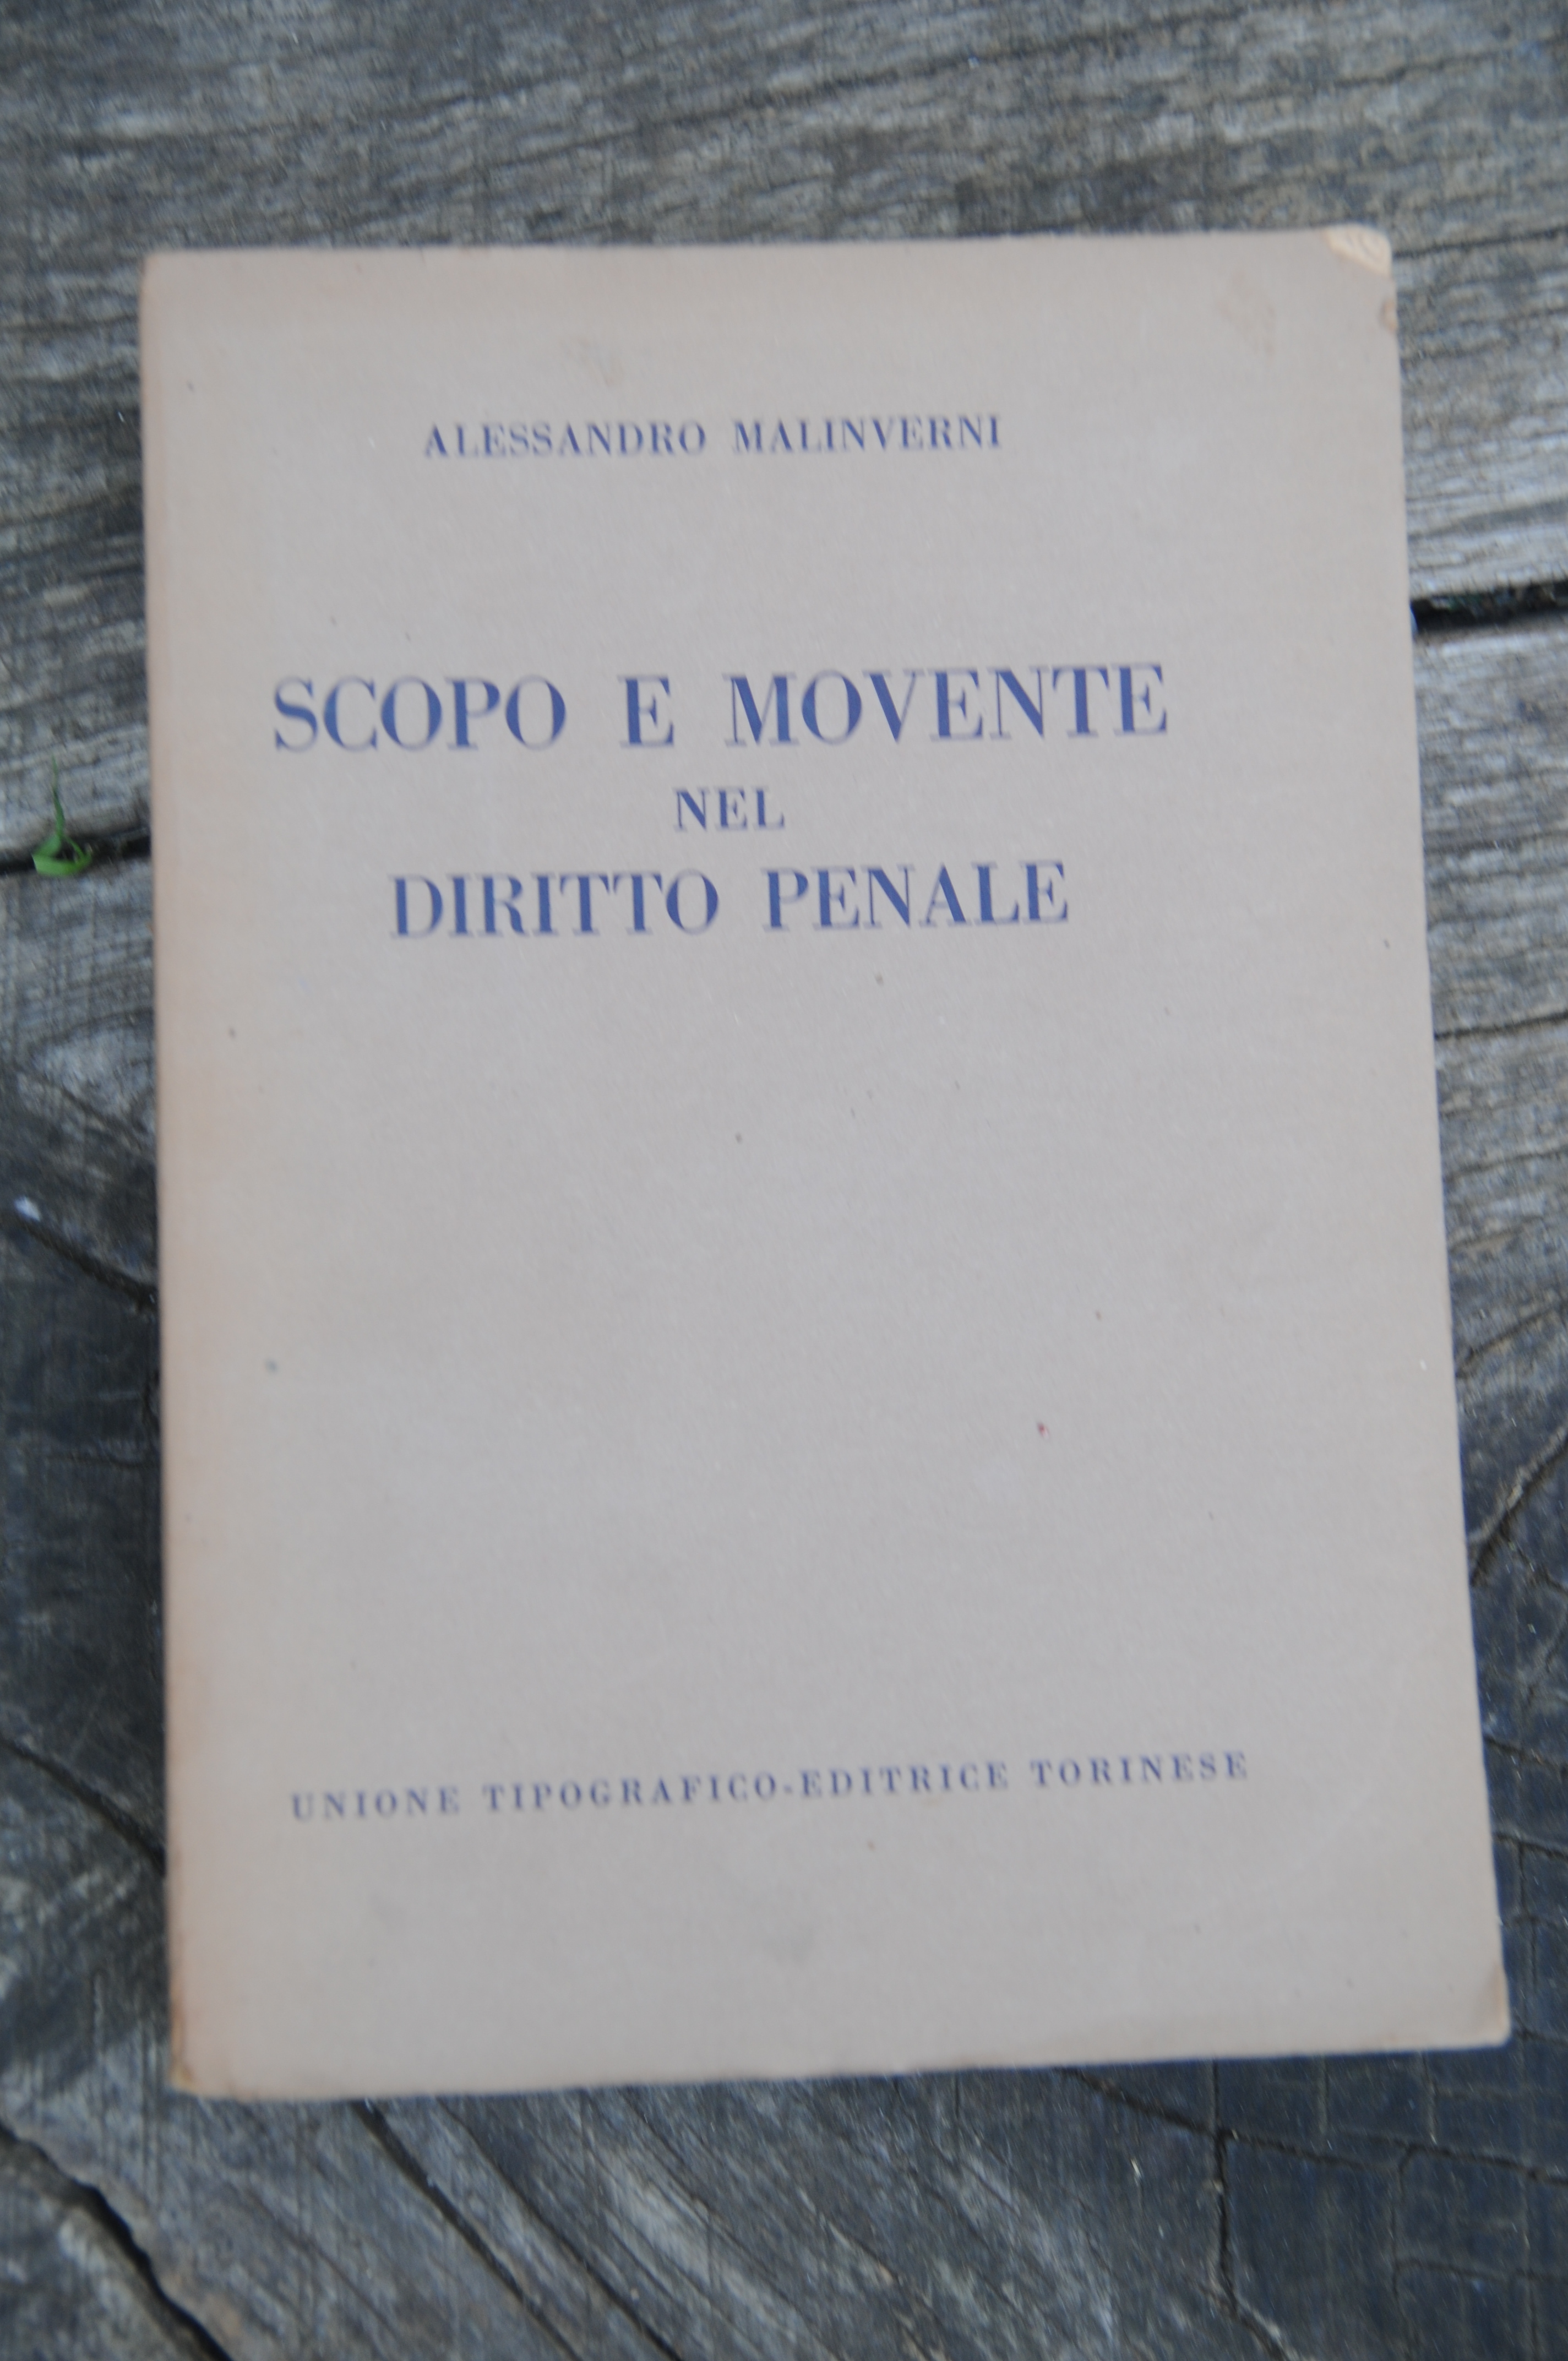 ALESSANDRO MALINVERNI
SCOPO E MOVENTE
NEL
DIRITTO PENALE
UNIONE TIPOGRAFICO-EDITRICE TORINESE